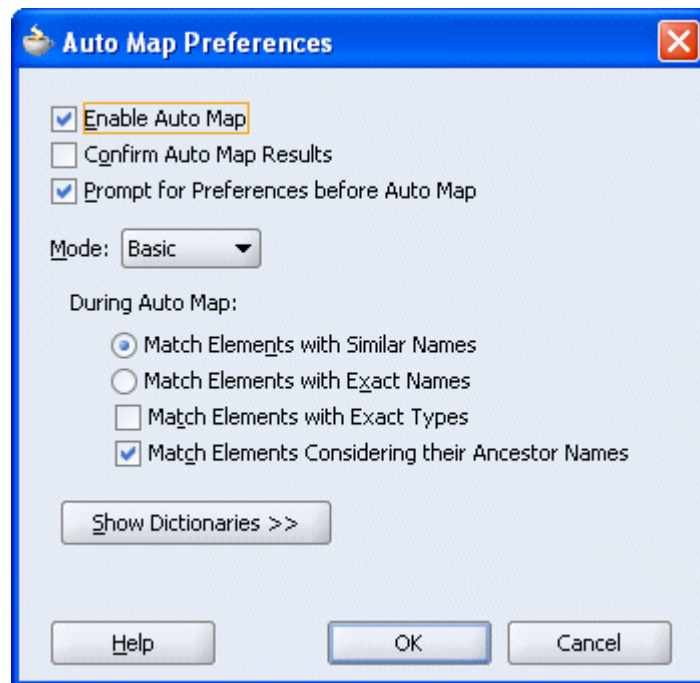 Auto Map Preferences
Enable Auto Map
Confirm Auto Map Results
Prompt for Preferences before Auto Map
Mode: Basic
During Auto Map:
Match Elements with Similar Names
Match Elements with Exact Names
Match Elements with Exact Types
Match Elements Considering their Ancestor Names
Show Dictionaries >>
Help OK Cancel